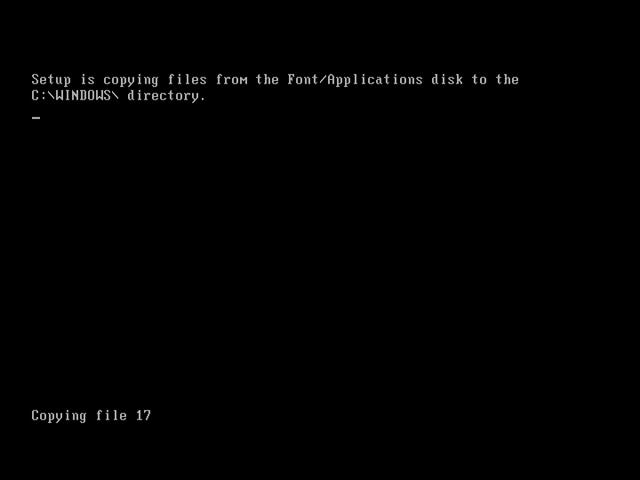 Setup is copying files from the Font/Applications disk to the
C:\WINDOWS\ directory.
Copying file 17